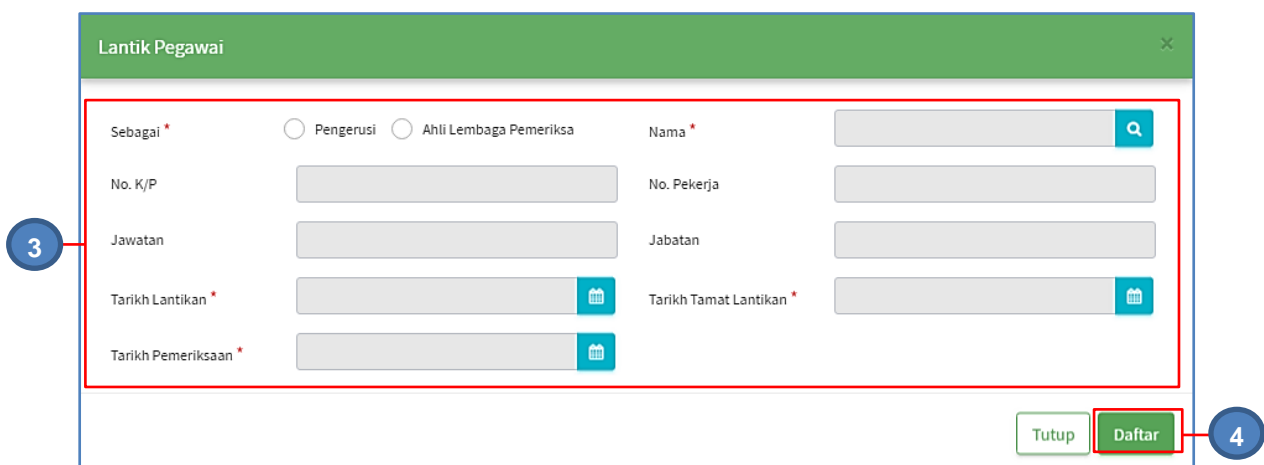 Lantik Pegawai ×
Sebagai * Pengerusi Ahli Lembaga Pemeriksa Nama *
No. K/P No. Pekerja
3 Jawatan Jabatan
Tarikh Lantikan * Tarikh Tamat Lantikan *
Tarikh Pemeriksaan *
Tutup Daftar 4